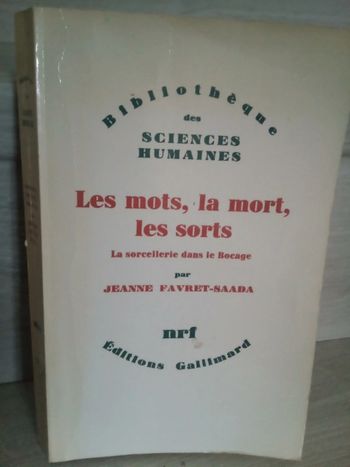 Bibliothèque
des
SCIENCES
HUMAINES
Les mots, la mort,
les sorts
La sorcellerie dans le Bocage
par
JEANNE FAVRET-SAADA
nrf
Éditions Gallimard